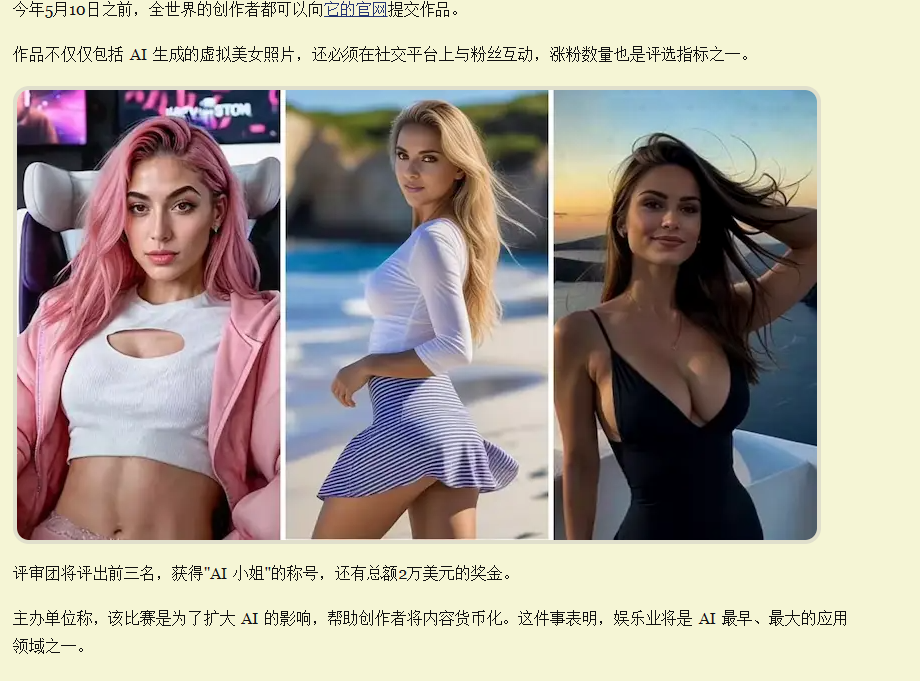 今年5月10日之前，全世界的创作者都可以向它的官网提交作品。
作品不仅仅包括 AI 生成的虚拟美女照片，还必须在社交平台上与粉丝互动，涨粉数量也是评选指标之一。
评审团将评出前三名，获得"AI 小姐"的称号，还有总额2万美元的奖金。
主办单位称，该比赛是为了扩大 AI 的影响，帮助创作者将内容货币化。这件事表明，娱乐业将是 AI 最早、最大的应用
领域之一。